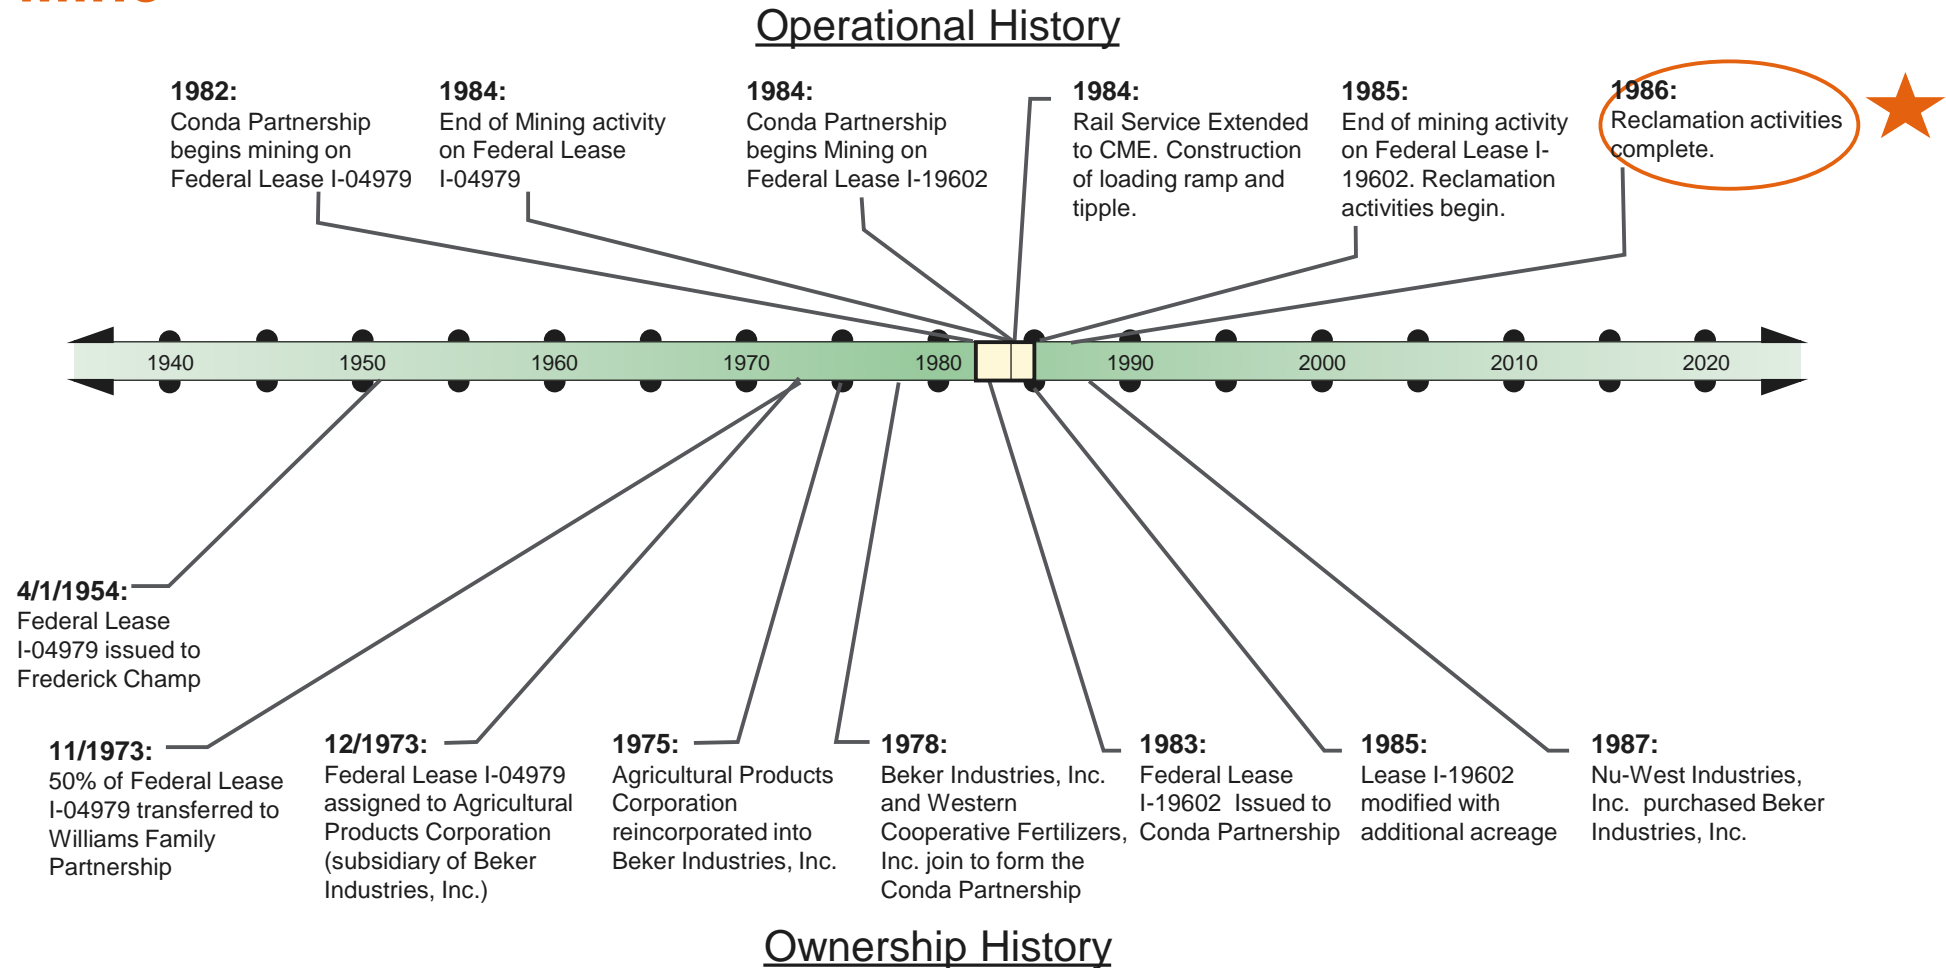 Operational History
1982:
Conda Partnership
begins mining on
Federal Lease I-04979
1984:
End of Mining activity
on Federal Lease
I-04979
1984:
Conda Partnership
begins Mining on
Federal Lease I-19602
1984:
Rail Service Extended
to CME. Construction
of loading ramp and
tipple.
1985:
End of mining activity
on Federal Lease I-
19602. Reclamation
activities begin.
1986:
Reclamation activities
complete.
1940 1950 1960 1970 1980 1990 2000 2010 2020
4/1/1954:
Federal Lease
I-04979 issued to
Frederick Champ
11/1973:
50% of Federal Lease
I-04979 transferred to
Williams Family
Partnership
12/1973:
Federal Lease I-04979
assigned to Agricultural
Products Corporation
(subsidiary of Beker
Industries, Inc.)
1975:
Agricultural Products
Corporation
reincorporated into
Beker Industries, Inc.
1978:
Beker Industries, Inc.
and Western
Cooperative Fertilizers,
Inc. join to form the
Conda Partnership
1983:
Federal Lease
I-19602 Issued to
Conda Partnership
1985:
Lease I-19602
modified with
additional acreage
1987:
Nu-West Industries,
Inc. purchased Beker
Industries, Inc.
Ownership History